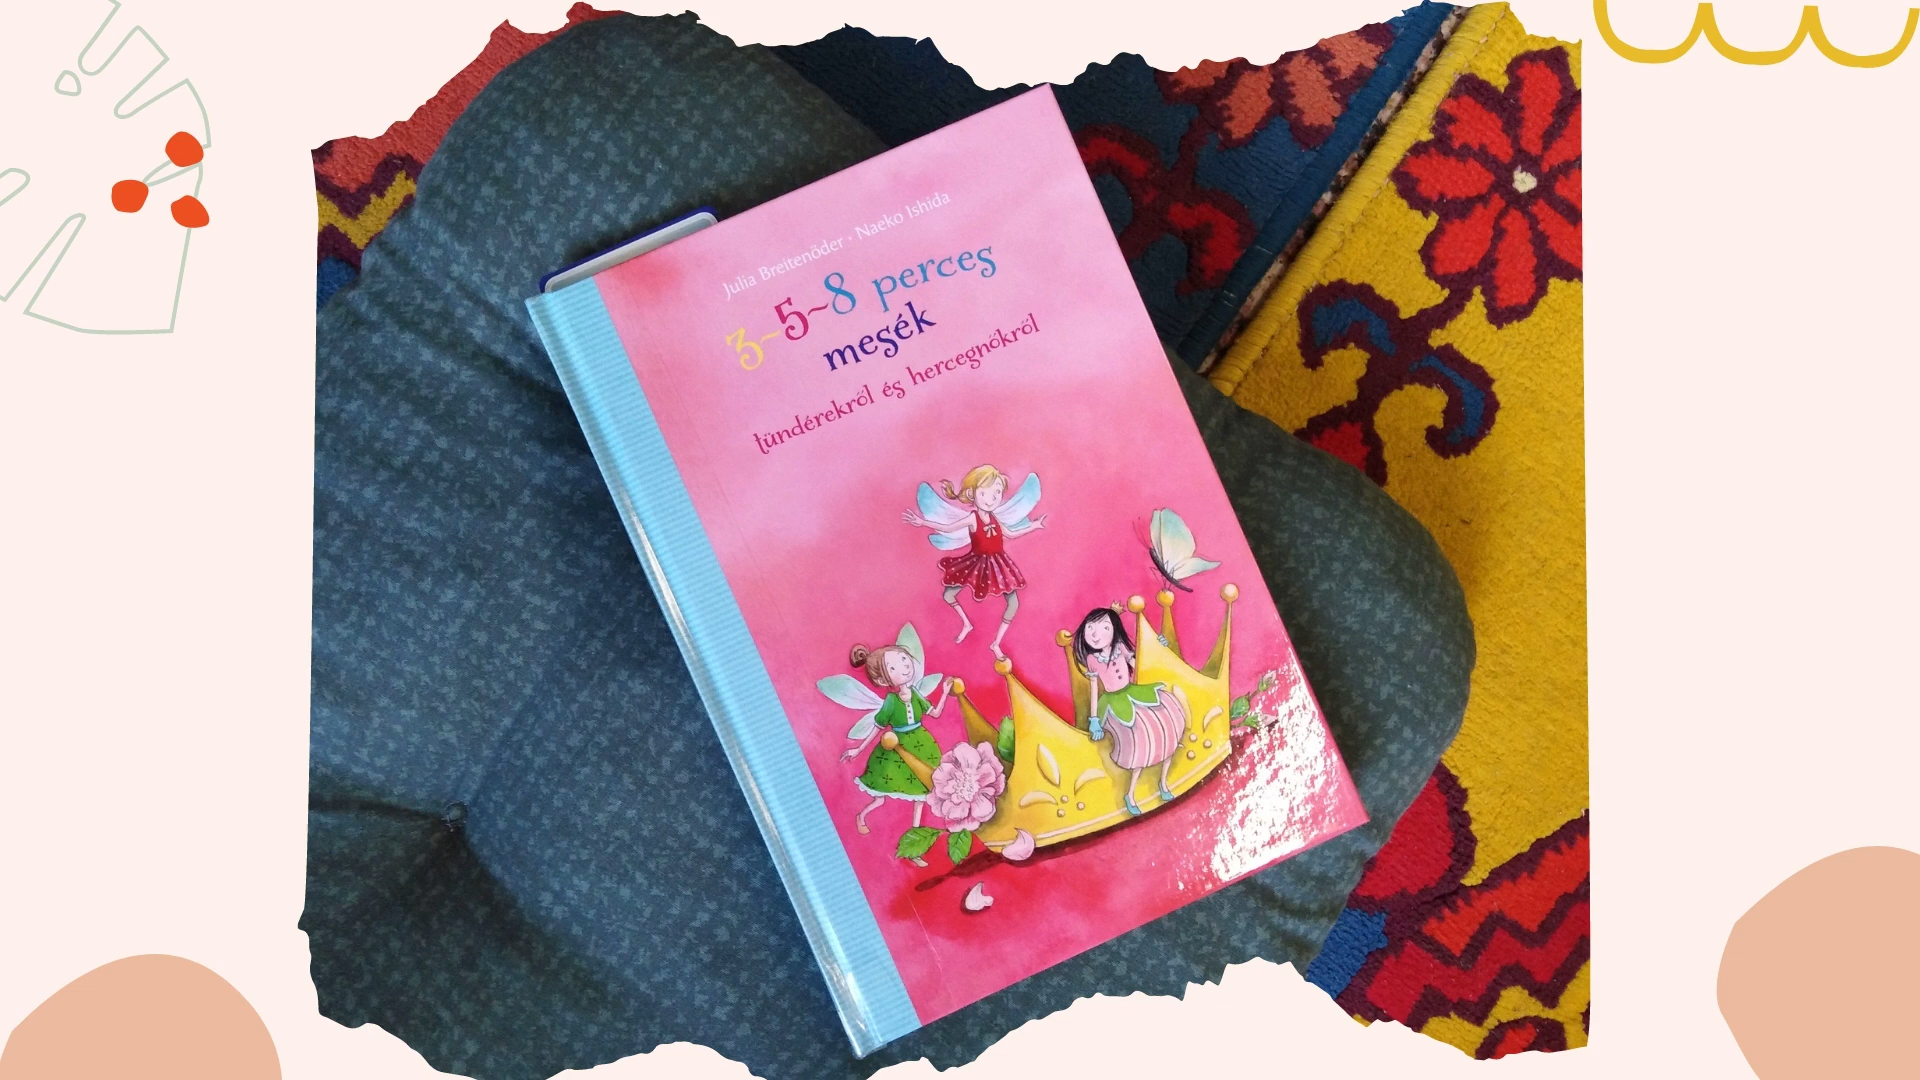 Julia Breitenöder · Naeko Ishida
3~5~8 perces
mesék
tündérekről és hercegnőkről